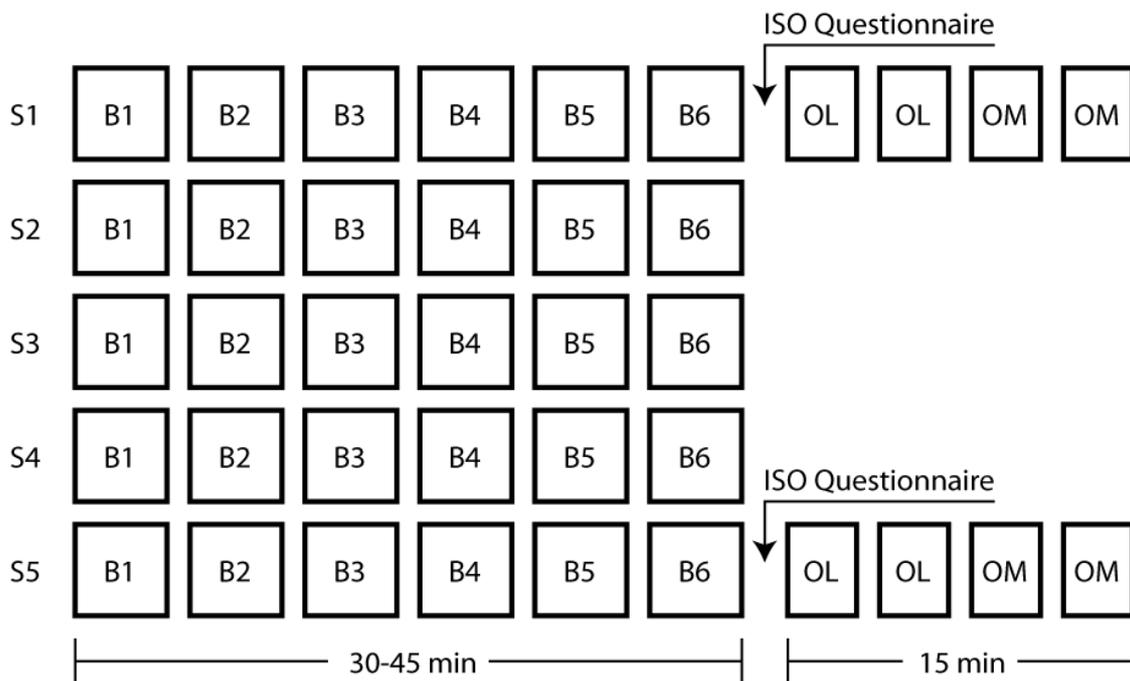 ISO Questionnaire
S1 B1 B2 B3 B4 B5 B6 OL OL OM OM
S2 B1 B2 B3 B4 B5 B6
S3 B1 B2 B3 B4 B5 B6
S4 B1 B2 B3 B4 B5 B6
ISO Questionnaire
S5 B1 B2 B3 B4 B5 B6 OL OL OM OM
30-45 min 15 min